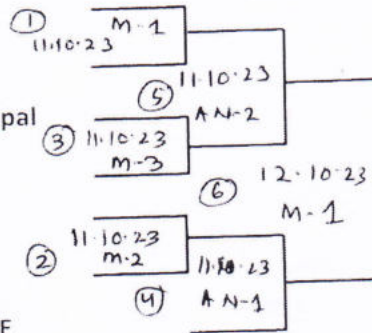 ① M-1
11.10.23
⑤ 11.10.23
AN-2
pal
③ 11.10.23
M-3
⑥ 12.10.23
M-1
② 11.10.23
M-2
11.10.23
④ AN-1
F